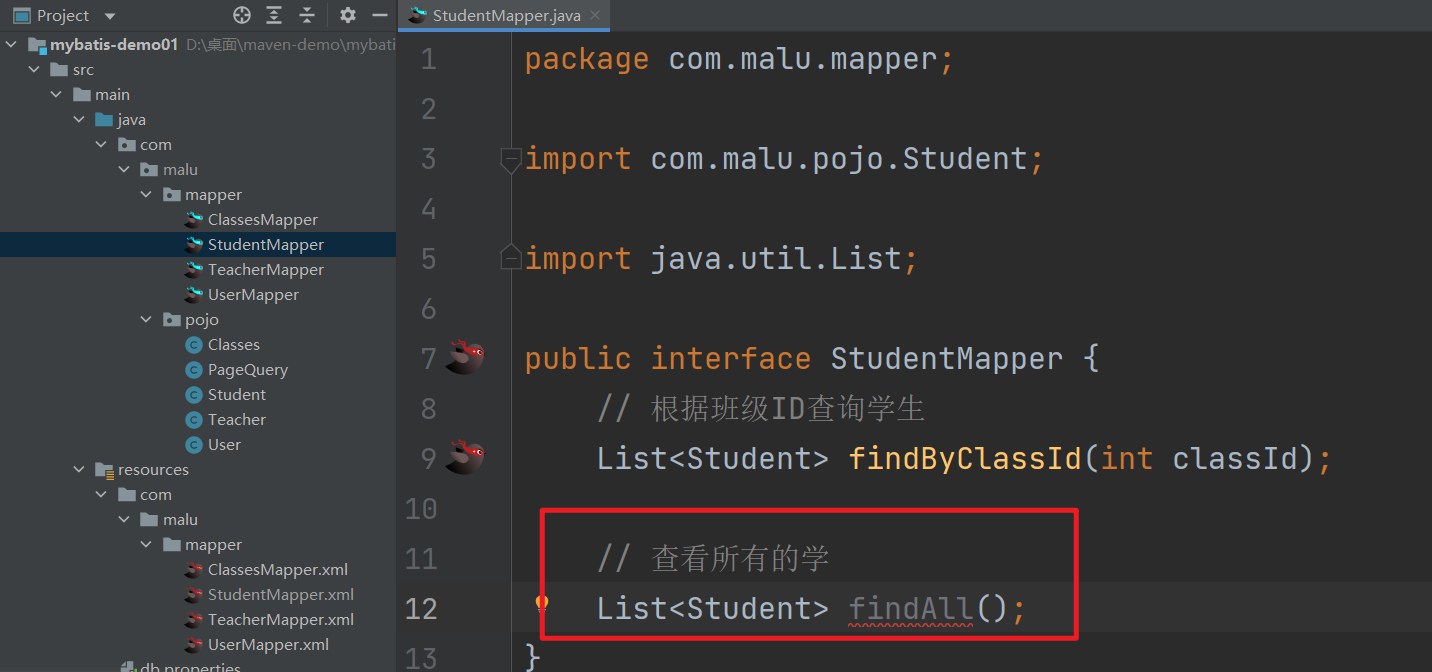 Project
StudentMapper.java
mybatis-demo01 D:\桌面\maven-demo\mybati
src
main
java
com
malu
mapper
ClassesMapper
StudentMapper
TeacherMapper
UserMapper
pojo
Classes
PageQuery
Student
Teacher
User
resources
com
malu
mapper
ClassesMapper.xml
StudentMapper.xml
TeacherMapper.xml
UserMapper.xml
db.properties
1 package com.malu.mapper;
2
3 import com.malu.pojo.Student;
4
5 import java.util.List;
6
7 public interface StudentMapper {
8 // 根据班级ID查询学生
9 List<Student> findByClassId(int classId);
10
11 // 查看所有的学
12 List<Student> findAll();
13 }